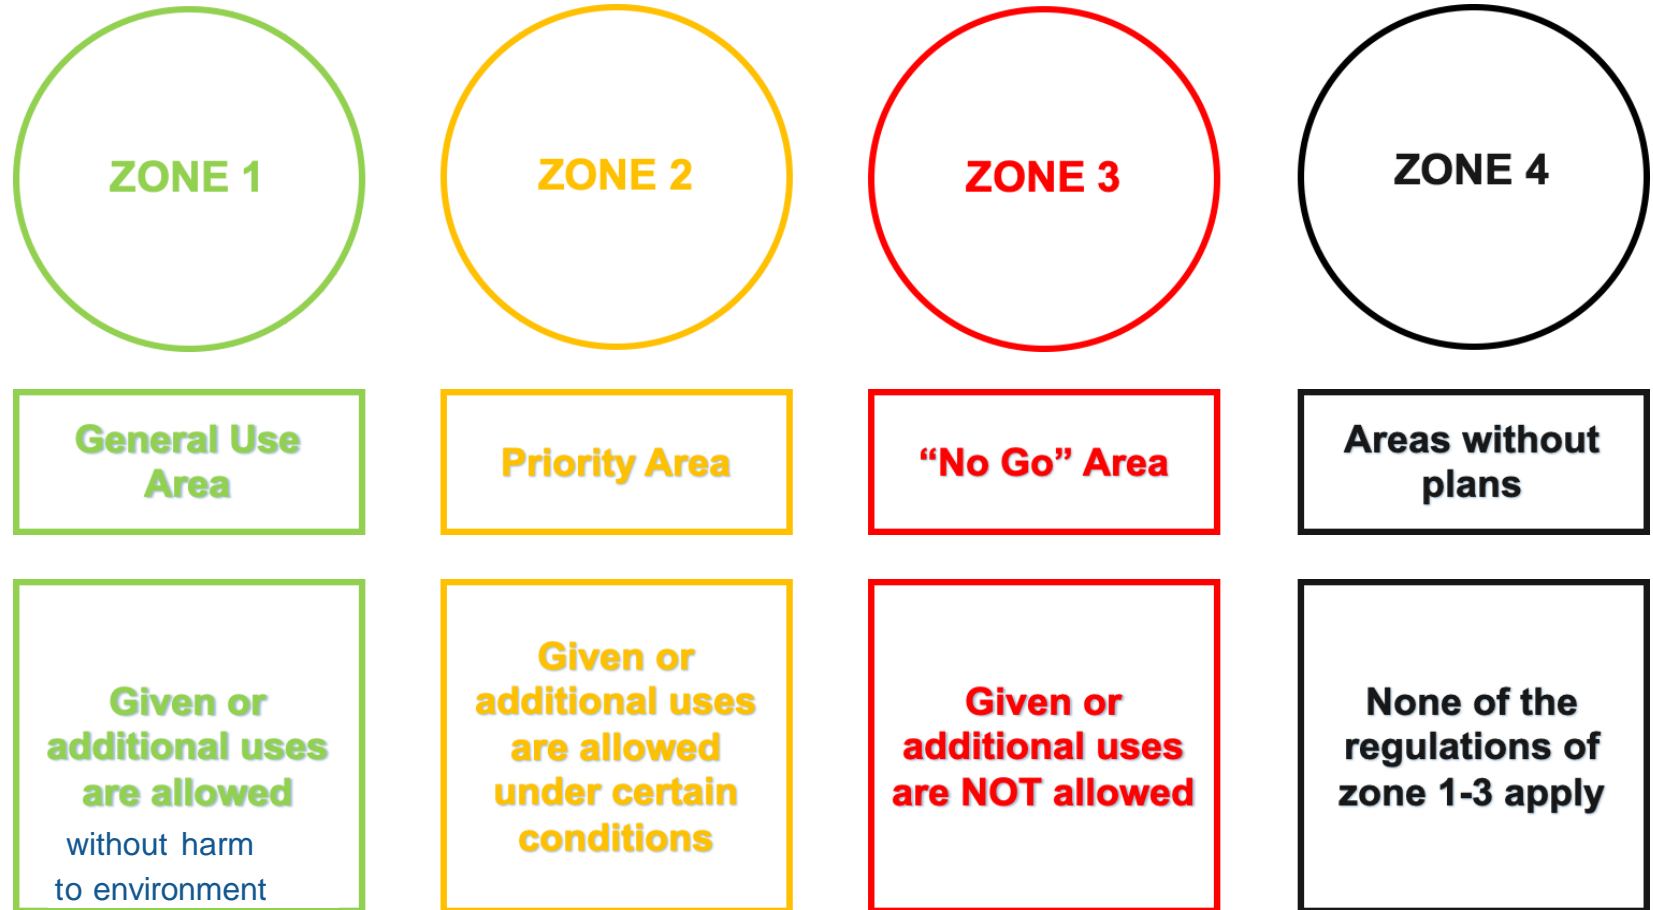 ZONE 1
ZONE 2
ZONE 3
ZONE 4
General Use
Area
Priority Area
“No Go” Area
Areas without
plans
Given or
additional uses
are allowed
without harm
to environment
Given or
additional uses
are allowed
under certain
conditions
Given or
additional uses
are NOT allowed
None of the
regulations of
zone 1-3 apply